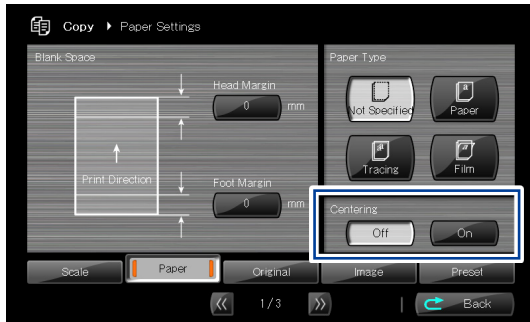 Copy ▸ Paper Settings
Blank Space
Head Margin
0 mm
Print Direction
Foot Margin
0 mm
Paper Type
Not Specified
Paper
Tracing
Film
Centering
Off
On
Scale
Paper
Original
Image
Preset
1/3
Back